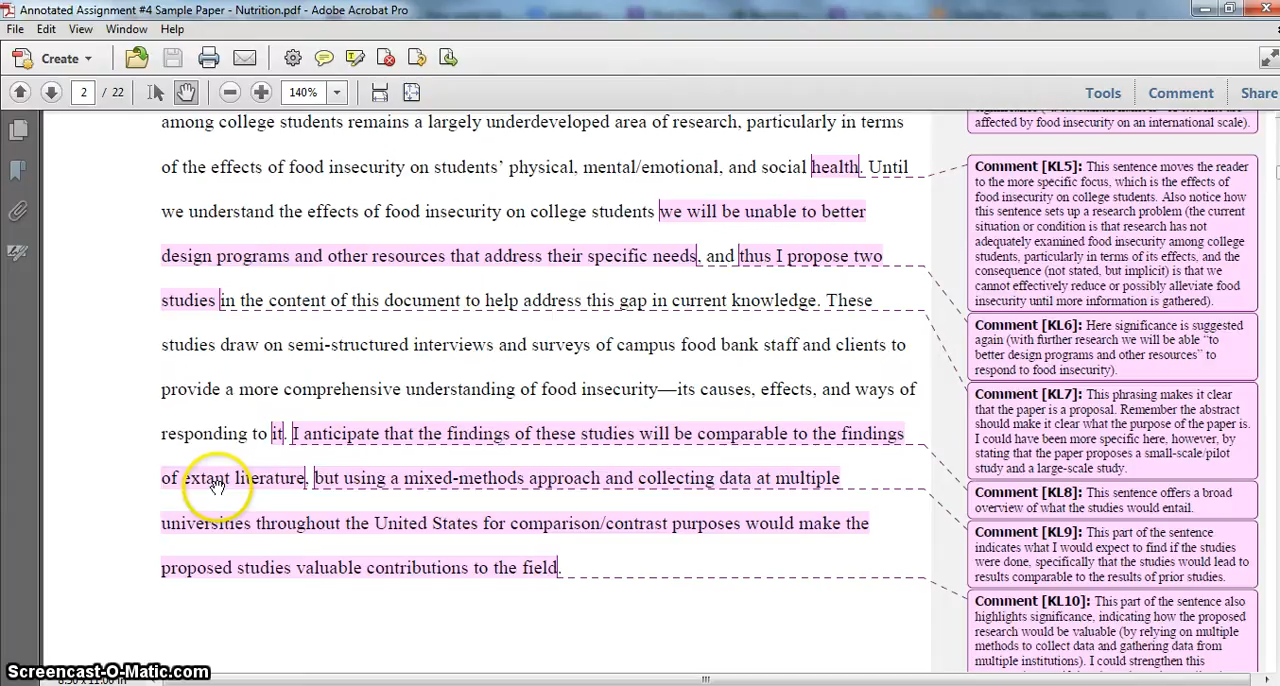 Annotated Assignment #4 Sample Paper - Nutrition.pdf - Adobe Acrobat Pro
File Edit View Window Help
Create
2 / 22 140% Tools Comment Share
among college students remains a largely underdeveloped area of research, particularly in terms
of the effects of food insecurity on students’ physical, mental/emotional, and social health. Until
we understand the effects of food insecurity on college students we will be unable to better
design programs and other resources that address their specific needs, and thus I propose two
studies in the content of this document to help address this gap in current knowledge. These
studies draw on semi-structured interviews and surveys of campus food bank staff and clients to
provide a more comprehensive understanding of food insecurity—its causes, effects, and ways of
responding to it. I anticipate that the findings of these studies will be comparable to the findings
of extant literature, but using a mixed-methods approach and collecting data at multiple
universities throughout the United States for comparison/contrast purposes would make the
proposed studies valuable contributions to the field.
affected by food insecurity on an international scale).
Comment [KL5]: This sentence moves the reader
to the more specific focus, which is the effects of
food insecurity on college students. Also notice how
this sentence sets up a research problem (the current
situation or condition is that research has not
adequately examined food insecurity among college
students, particularly in terms of its effects, and the
consequence (not stated, but implicit) is that we
cannot effectively reduce or possibly alleviate food
insecurity until more information is gathered).
Comment [KL6]: Here significance is suggested
again (with further research we will be able “to
better design programs and other resources” to
respond to food insecurity).
Comment [KL7]: This phrasing makes it clear
that the paper is a proposal. Remember the abstract
should make it clear what the purpose of the paper is.
I could have been more specific here, however, by
stating that the paper proposes a small-scale/pilot
study and a large-scale study.
Comment [KL8]: This sentence offers a broad
overview of what the studies would entail.
Comment [KL9]: This part of the sentence
indicates what I would expect to find if the studies
were done, specifically that the studies would lead to
results comparable to the results of prior studies.
Comment [KL10]: This part of the sentence also
highlights significance, indicating how the proposed
research would be valuable (by relying on multiple
methods to collect data and gathering data from
multiple institutions). I could strengthen this
Screencast-O-Matic.com
8.50 x 11.00 in